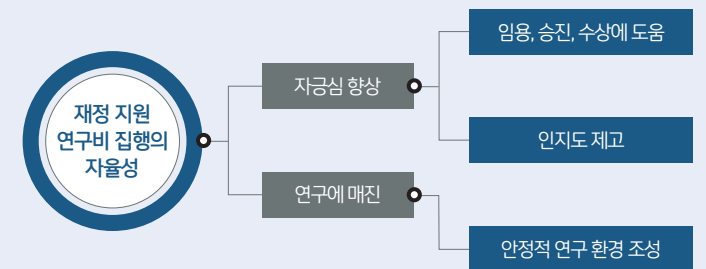 재정 지원
연구비 집행의
자율성
자긍심 향상
임용, 승진, 수상에 도움
인지도 제고
연구에 매진
안정적 연구 환경 조성